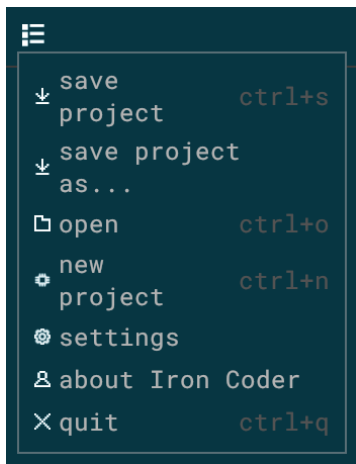 save
project ctrl+s
save project
as...
open ctrl+o
new
project ctrl+n
settings
about Iron Coder
quit ctrl+q